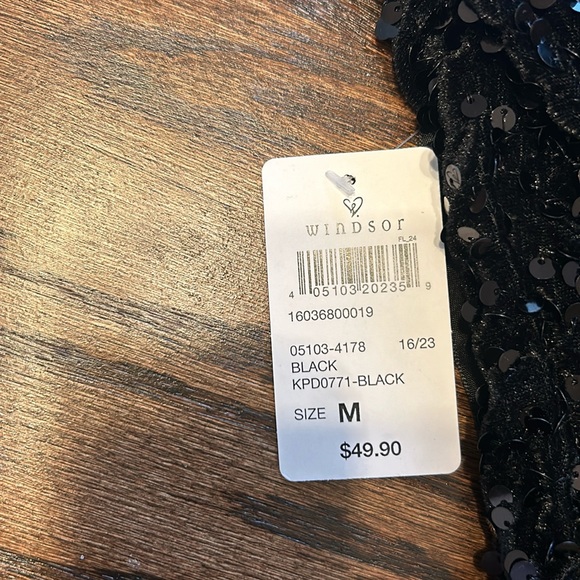 WINDSOR
FL_24
4 05103 20235 9
16036800019
05103-4178 16/23
BLACK
KPD0771-BLACK
SIZE M
$49.90